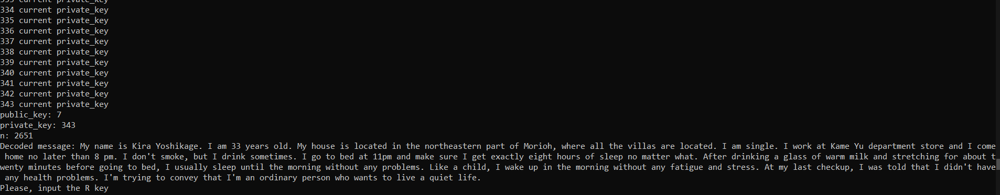 333 current private_key
334 current private_key
335 current private_key
336 current private_key
337 current private_key
338 current private_key
339 current private_key
340 current private_key
341 current private_key
342 current private_key
343 current private_key
public_key: 7
private_key: 343
n: 2651
Decoded message: My name is Kira Yoshikage. I am 33 years old. My house is located in the northeastern part of Morioh, where all the villas are located. I am single. I work at Kame Yu department store and I come
 home no later than 8 pm. I don't smoke, but I drink sometimes. I go to bed at 11pm and make sure I get exactly eight hours of sleep no matter what. After drinking a glass of warm milk and stretching for about t
wenty minutes before going to bed, I usually sleep until the morning without any problems. Like a child, I wake up in the morning without any fatigue and stress. At my last checkup, I was told that I didn't have
 any health problems. I'm trying to convey that I'm an ordinary person who wants to live a quiet life.
Please, input the R key